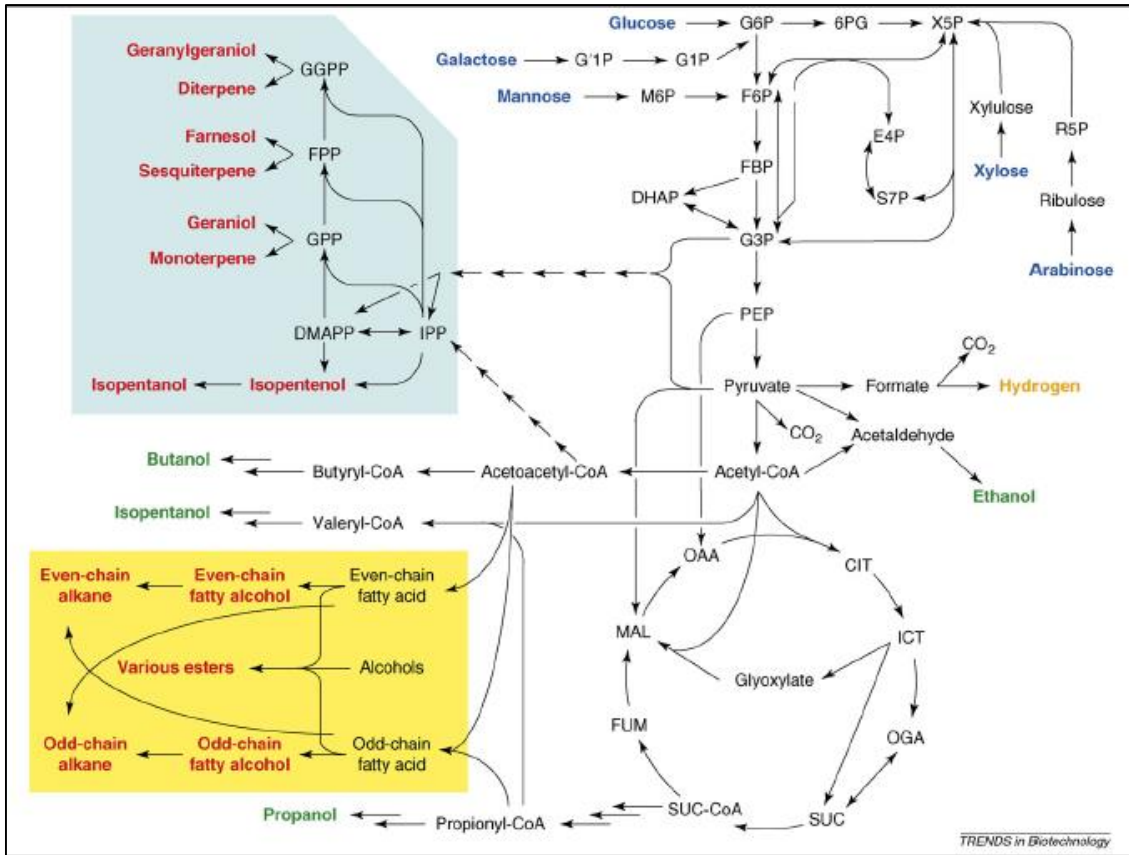 Glucose
G6P
6PG
X5P
Geranylgeraniol
GGPP
Diterpene
Galactose
G'1P
G1P
Mannose
M6P
F6P
Xylulose
R5P
E4P
Farnesol
FPP
Sesquiterpene
FBP
Xylose
DHAP
S7P
Ribulose
Geraniol
GPP
Monoterpene
G3P
Arabinose
PEP
DMAPP
IPP
CO2
Isopentanol
Isopentenol
Pyruvate
Formate
Hydrogen
CO2
Acetaldehyde
Butanol
Butyryl-CoA
Acetoacetyl-CoA
Acetyl-CoA
Ethanol
Isopentanol
Valeryl-CoA
OAA
CIT
Even-chain
alkane
Even-chain
fatty alcohol
Even-chain
fatty acid
MAL
ICT
Various esters
Alcohols
Glyoxylate
FUM
OGA
Odd-chain
alkane
Odd-chain
fatty alcohol
Odd-chain
fatty acid
Propanol
Propionyl-CoA
SUC-CoA
SUC
TRENDS in Biotechnology